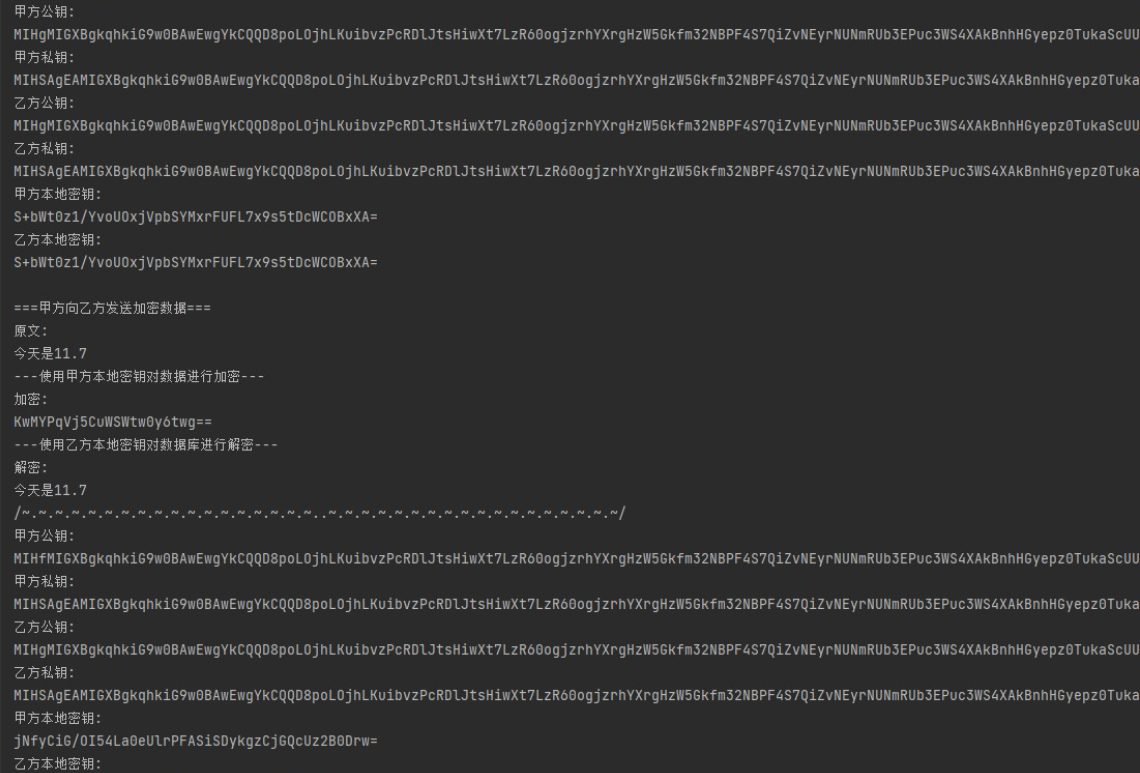 甲方公钥:
MIHgMIGXBgkqhkiG9w0BAwEwgYkCQQD8poLOjhLKuibvzPcRDlJtsHiwXt7LzR60ogjzrhYXrgHzW5Gkfm32NBPF4S7QiZvNEyrNUNmRUb3EPuc3WS4XAkBnhHGyepz0TukaScUU
甲方私钥:
MIHSAgEAMIGXBgkqhkiG9w0BAwEwgYkCQQD8poLOjhLKuibvzPcRDlJtsHiwXt7LzR60ogjzrhYXrgHzW5Gkfm32NBPF4S7QiZvNEyrNUNmRUb3EPuc3WS4XAkBnhHGyepz0Tuka
乙方公钥:
MIHgMIGXBgkqhkiG9w0BAwEwgYkCQQD8poLOjhLKuibvzPcRDlJtsHiwXt7LzR60ogjzrhYXrgHzW5Gkfm32NBPF4S7QiZvNEyrNUNmRUb3EPuc3WS4XAkBnhHGyepz0TukaScUU
乙方私钥:
MIHSAgEAMIGXBgkqhkiG9w0BAwEwgYkCQQD8poLOjhLKuibvzPcRDlJtsHiwXt7LzR60ogjzrhYXrgHzW5Gkfm32NBPF4S7QiZvNEyrNUNmRUb3EPuc3WS4XAkBnhHGyepz0Tuka
甲方本地密钥:
S+bWt0z1/YvoUOxjVpbSYMxrFUFL7x9s5tDcWCOBxXA=
乙方本地密钥:
S+bWt0z1/YvoUOxjVpbSYMxrFUFL7x9s5tDcWCOBxXA=
===甲方向乙方发送加密数据===
原文:
今天是11.7
---使用甲方本地密钥对数据进行加密---
加密:
KwMYPqVj5CuWSWtw0y6twg==
---使用乙方本地密钥对数据库进行解密---
解密:
今天是11.7
/~.~.~.~.~.~.~.~.~.~.~.~.~.~.~.~.~.~..~.~.~.~.~.~.~.~.~.~.~.~.~.~.~.~.~.~/
甲方公钥:
MIHfMIGXBgkqhkiG9w0BAwEwgYkCQQD8poLOjhLKuibvzPcRDlJtsHiwXt7LzR60ogjzrhYXrgHzW5Gkfm32NBPF4S7QiZvNEyrNUNmRUb3EPuc3WS4XAkBnhHGyepz0TukaScUU
甲方私钥:
MIHSAgEAMIGXBgkqhkiG9w0BAwEwgYkCQQD8poLOjhLKuibvzPcRDlJtsHiwXt7LzR60ogjzrhYXrgHzW5Gkfm32NBPF4S7QiZvNEyrNUNmRUb3EPuc3WS4XAkBnhHGyepz0Tuka
乙方公钥:
MIHgMIGXBgkqhkiG9w0BAwEwgYkCQQD8poLOjhLKuibvzPcRDlJtsHiwXt7LzR60ogjzrhYXrgHzW5Gkfm32NBPF4S7QiZvNEyrNUNmRUb3EPuc3WS4XAkBnhHGyepz0TukaScUU
乙方私钥:
MIHSAgEAMIGXBgkqhkiG9w0BAwEwgYkCQQD8poLOjhLKuibvzPcRDlJtsHiwXt7LzR60ogjzrhYXrgHzW5Gkfm32NBPF4S7QiZvNEyrNUNmRUb3EPuc3WS4XAkBnhHGyepz0Tuka
甲方本地密钥:
jNfyCiG/OI54La0eUlrPFASiSDykgzCjGQcUz2B0Drw=
乙方本地密钥: